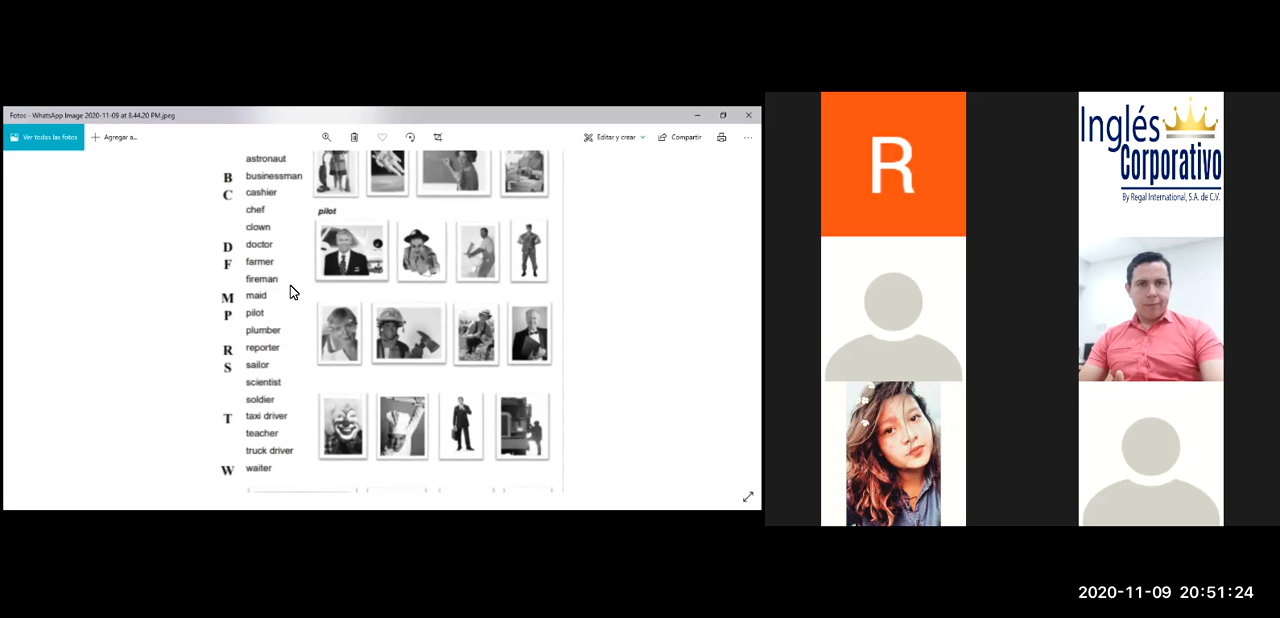 Fotos - WhatsApp Image 2020-11-09 at 8.44.20 PM.jpeg
Ver todas las fotos
Agregar a...
Editar y crear
Compartir
astronaut
B businessman
C cashier
chef
clown
D doctor
F farmer
fireman
M maid
P pilot
plumber
R reporter
S sailor
scientist
soldier
T taxi driver
teacher
truck driver
W waiter
pilot
R
Inglés
Corporativo
By Regal International, S.A. de C.V.
2020-11-09 20:51:24